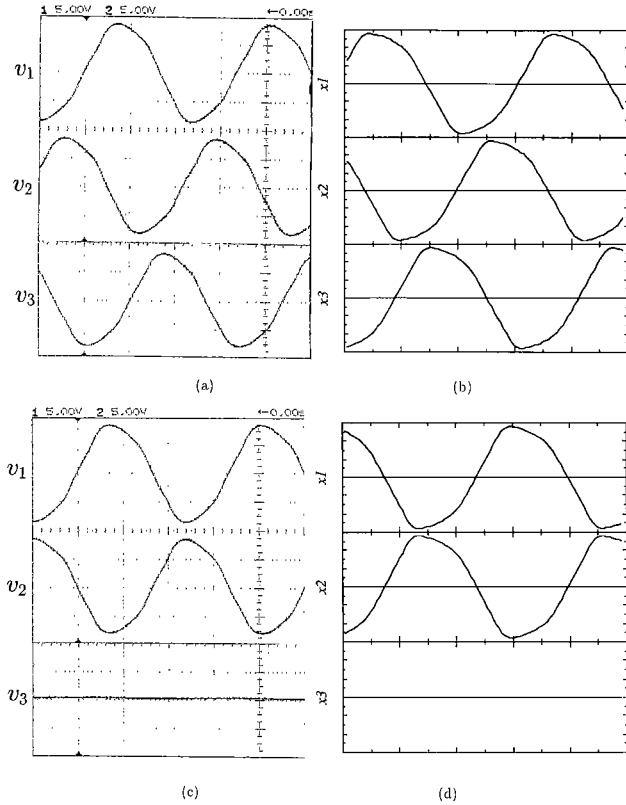 1 5.00V 2 5.00V ←0.00s
v1
v2
v3
(a)
x1
x2
x3
(b)
1 5.00V 2 5.00V ←0.00s
v1
v2
v3
(c)
x1
x2
x3
(d)